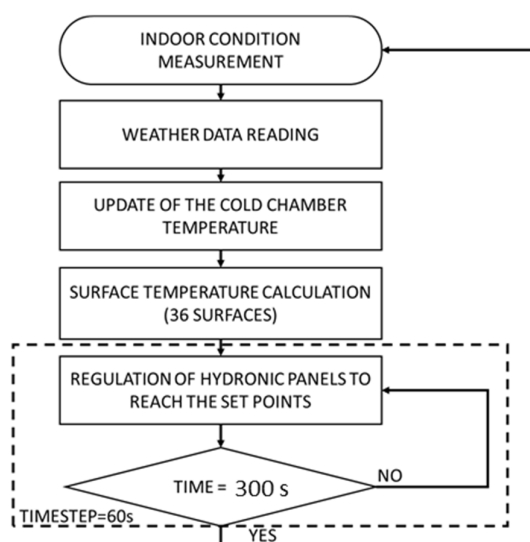 INDOOR CONDITION
MEASUREMENT
WEATHER DATA READING
UPDATE OF THE COLD CHAMBER
TEMPERATURE
SURFACE TEMPERATURE CALCULATION
(36 SURFACES)
REGULATION OF HYDRONIC PANELS TO
REACH THE SET POINTS
TIME = 300 s
NO
TIMESTEP=60s
YES